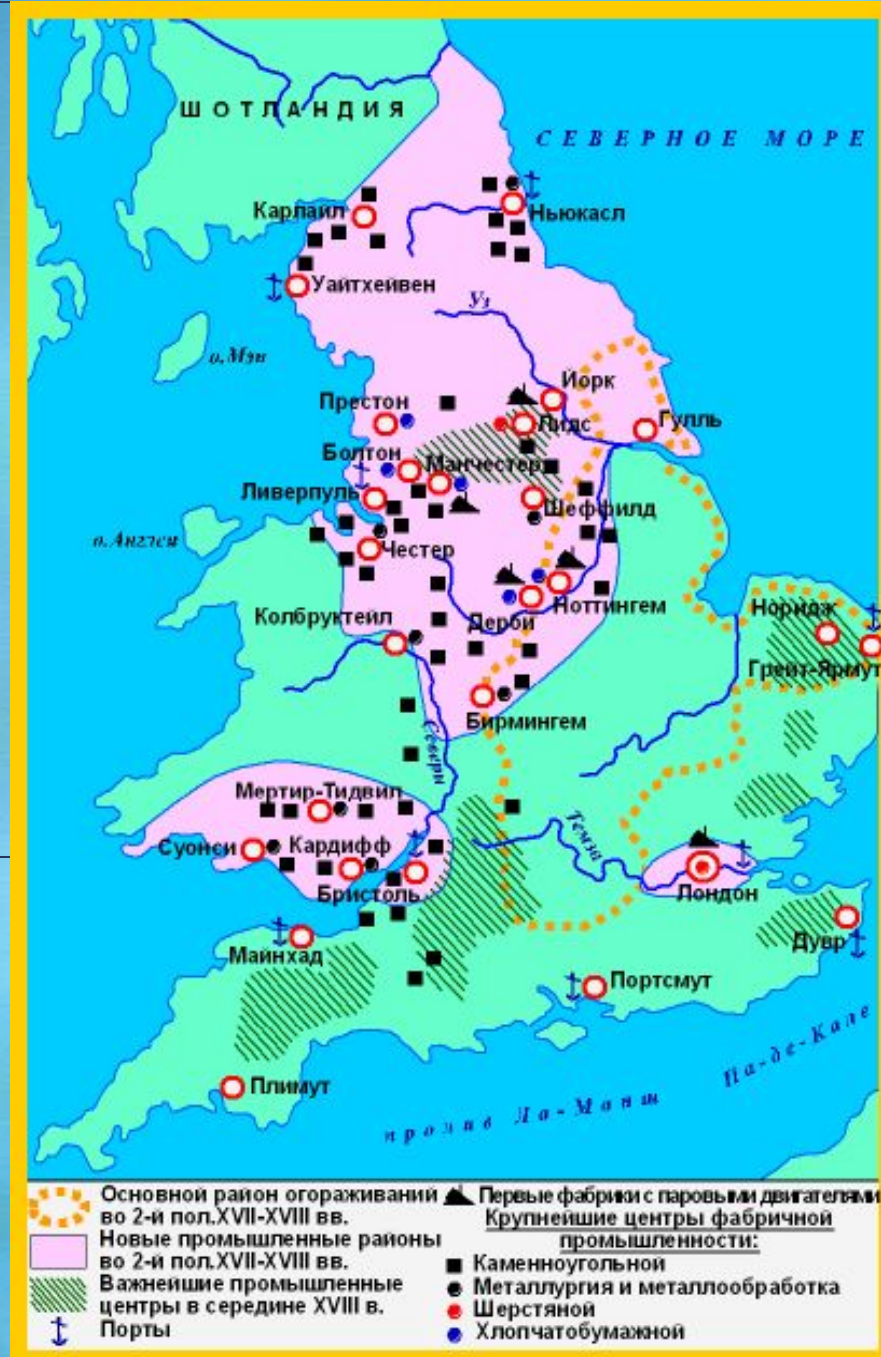 ШОТЛАНДИЯ
СЕВЕРНОЕ МОРЕ
Карлайл
Ньюкасл
Уайтхейвен
Уз
о.Мэн
Йорк
Престон
Лидс
Гулль
Болтон
Манчестер
Ливерпуль
Шеффилд
о.Англси
Честер
Колбруктейл
Дерби
Ноттингем
Норидж
Грейт-Ярмут
Бирмингем
Северн
Мертир-Тидвил
Суонси
Кардифф
Темза
Бристоль
Лондон
Майнхад
Дувр
Портсмут
Плимут
пролив Ла-Манш
Па-де-Кале
Основной район огораживаний
во 2-й пол.XVII-XVIII вв.
Новые промышленные районы
во 2-й пол.XVII-XVIII вв.
Важнейшие промышленные
центры в середине XVIII в.
Порты
Первые фабрики с паровыми двигателями
Крупнейшие центры фабричной
промышленности:
Каменноугольной
Металлургия и металлообработка
Шерстяной
Хлопчатобумажной